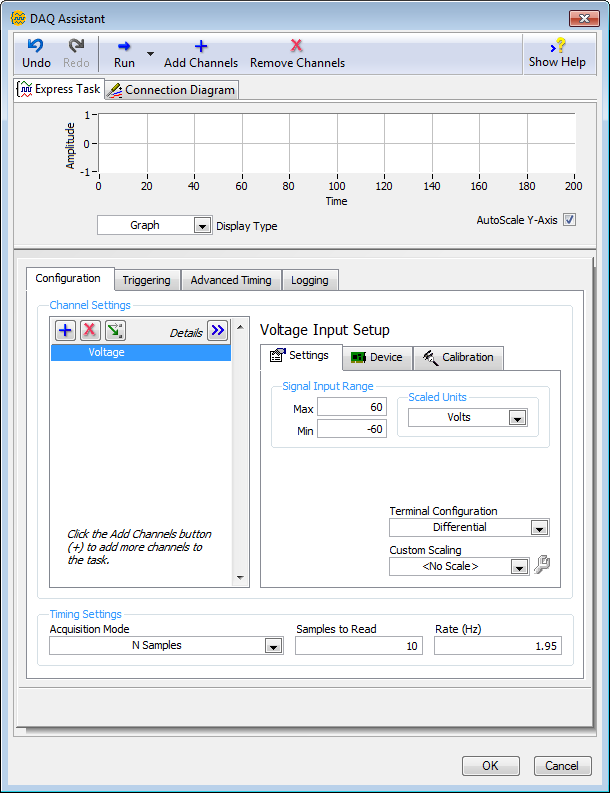 DAQ Assistant
Undo Redo Run Add Channels Remove Channels Show Help
Express Task Connection Diagram
Amplitude
1
0
-1
0 20 40 60 80 100 120 140 160 180 200
Time
Graph Display Type AutoScale Y-Axis
Configuration Triggering Advanced Timing Logging
Channel Settings
Details
Voltage
Click the Add Channels button
(+) to add more channels to
the task.
Voltage Input Setup
Settings Device Calibration
Signal Input Range
Max 60
Min -60
Scaled Units
Volts
Terminal Configuration
Differential
Custom Scaling
<No Scale>
Timing Settings
Acquisition Mode Samples to Read Rate (Hz)
N Samples 10 1.95
OK Cancel